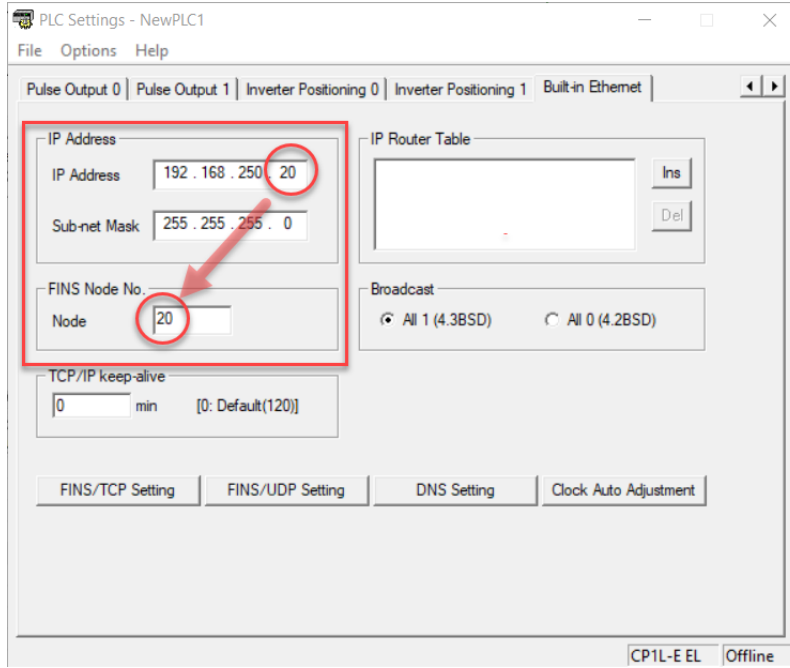 PLC Settings - NewPLC1
File Options Help
Pulse Output 0 Pulse Output 1 Inverter Positioning 0 Inverter Positioning 1 Built-in Ethernet
IP Address
IP Address 192 . 168 . 250 . 20
Sub-net Mask 255 . 255 . 255 . 0
IP Router Table
Ins
Del
FINS Node No.
Node 20
Broadcast
All 1 (4.3BSD) All 0 (4.2BSD)
TCP/IP keep-alive
0 min [0: Default(120)]
FINS/TCP Setting FINS/UDP Setting DNS Setting Clock Auto Adjustment
CP1L-E EL Offline